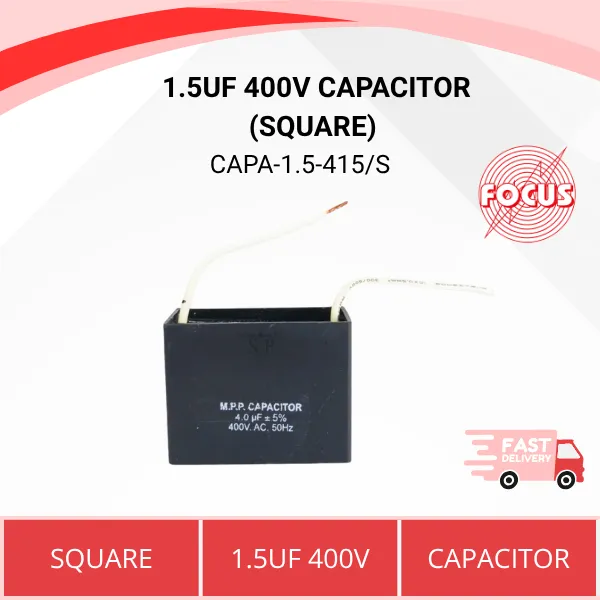 1.5UF 400V CAPACITOR
(SQUARE)
CAPA-1.5-415/S
FOCUS
M.P.P. CAPACITOR
4.0 µF ± 5%
400V. AC. 50Hz
FAST
DELIVERY
SQUARE
1.5UF 400V
CAPACITOR